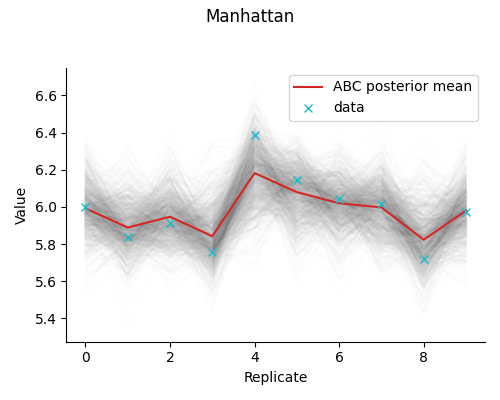 Manhattan
ABC posterior mean
data
6.6
6.4
6.2
6.0
5.8
5.6
5.4
Value
0
2
4
6
8
Replicate